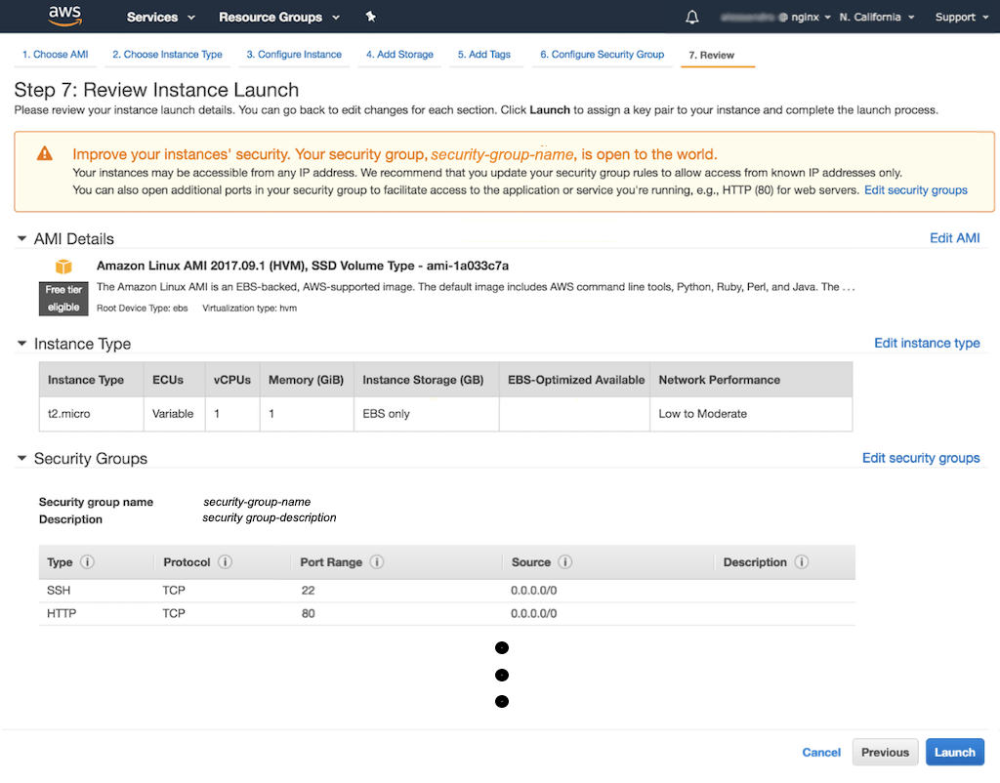 aws Services Resource Groups @ nginx N. California Support
1. Choose AMI 2. Choose Instance Type 3. Configure Instance 4. Add Storage 5. Add Tags 6. Configure Security Group 7. Review
Step 7: Review Instance Launch
Please review your instance launch details. You can go back to edit changes for each section. Click Launch to assign a key pair to your instance and complete the launch process.
Improve your instances' security. Your security group, security-group-name, is open to the world.
Your instances may be accessible from any IP address. We recommend that you update your security group rules to allow access from known IP addresses only.
You can also open additional ports in your security group to facilitate access to the application or service you're running, e.g., HTTP (80) for web servers. Edit security groups
AMI Details Edit AMI
Amazon Linux AMI 2017.09.1 (HVM), SSD Volume Type - ami-1a033c7a
Free tier
eligible
The Amazon Linux AMI is an EBS-backed, AWS-supported image. The default image includes AWS command line tools, Python, Ruby, Perl, and Java. The ...
Root Device Type: ebs Virtualization type: hvm
Instance Type Edit instance type
Instance Type ECUs vCPUs Memory (GiB) Instance Storage (GB) EBS-Optimized Available Network Performance
t2.micro Variable 1 1 EBS only Low to Moderate
Security Groups Edit security groups
Security group name security-group-name
Description security group-description
Type i Protocol i Port Range i Source i Description i
SSH TCP 22 0.0.0.0/0
HTTP TCP 80 0.0.0.0/0
Cancel Previous Launch